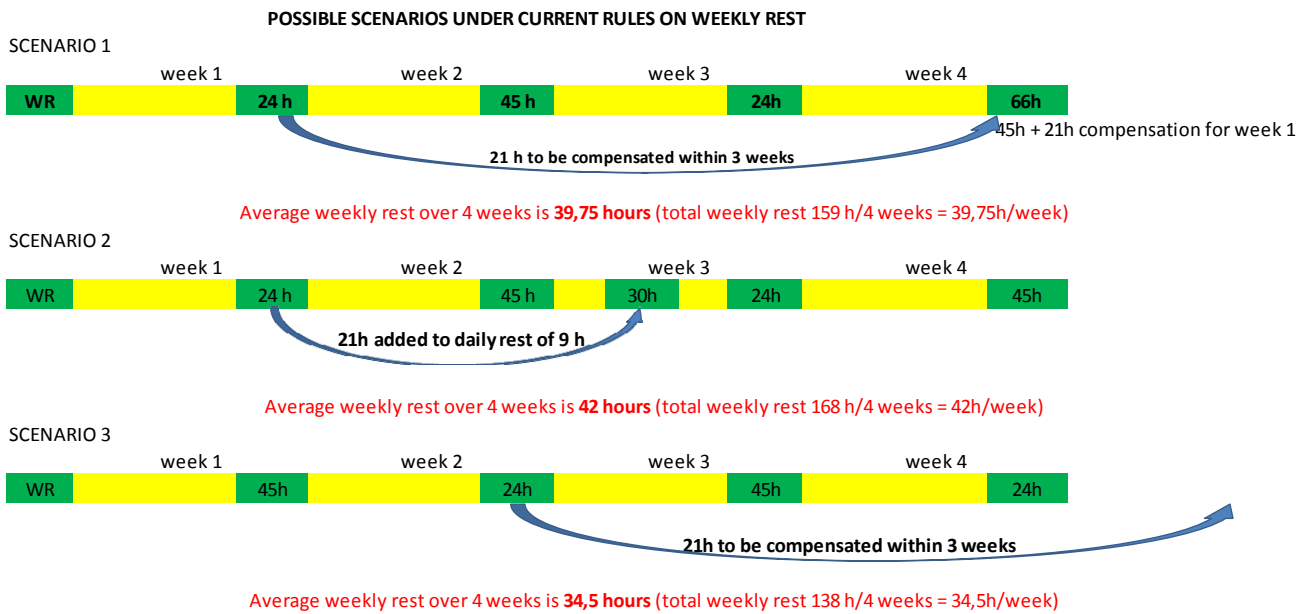 POSSIBLE SCENARIOS UNDER CURRENT RULES ON WEEKLY REST
SCENARIO 1
week 1 week 2 week 3 week 4
WR 24 h 45 h 24h 66h
45h + 21h compensation for week 1
21 h to be compensated within 3 weeks
Average weekly rest over 4 weeks is 39,75 hours (total weekly rest 159 h/4 weeks = 39,75h/week)
SCENARIO 2
week 1 week 2 week 3 week 4
WR 24 h 45 h 30h 24h 45h
21h added to daily rest of 9 h
Average weekly rest over 4 weeks is 42 hours (total weekly rest 168 h/4 weeks = 42h/week)
SCENARIO 3
week 1 week 2 week 3 week 4
WR 45h 24h 45h 24h
21h to be compensated within 3 weeks
Average weekly rest over 4 weeks is 34,5 hours (total weekly rest 138 h/4 weeks = 34,5h/week)